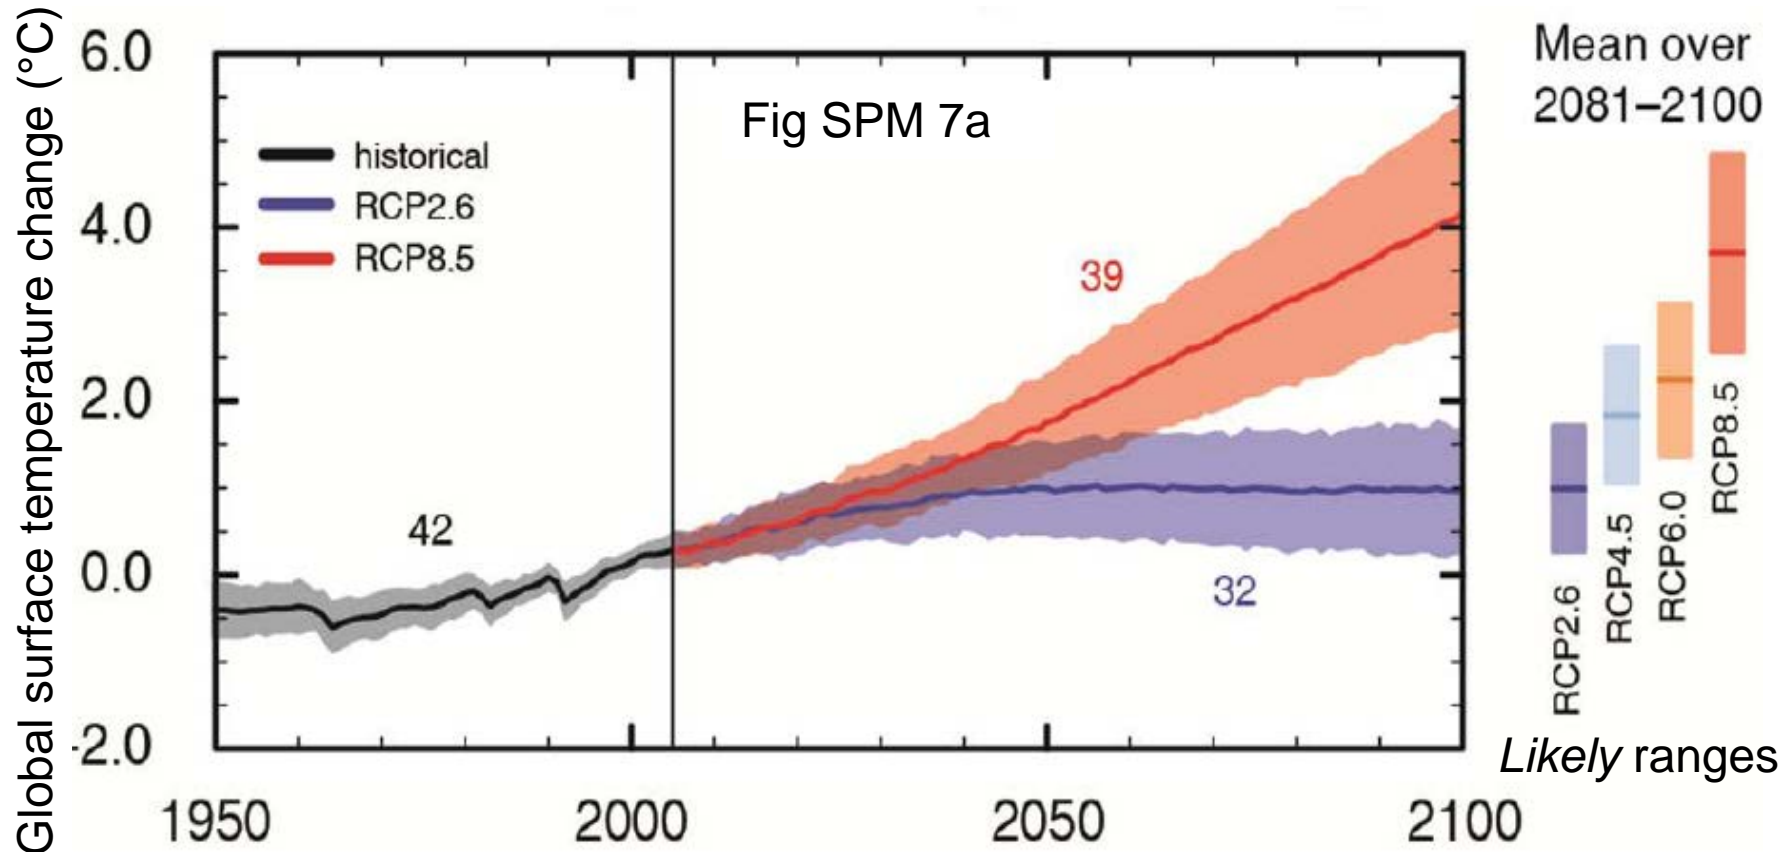 Global surface temperature change (°C)
6.0
4.0
2.0
0.0
-2.0
1950
2000
2050
2100
Fig SPM 7a
historical
RCP2.6
RCP8.5
42
39
32
Mean over
2081–2100
RCP2.6
RCP4.5
RCP6.0
RCP8.5
Likely ranges